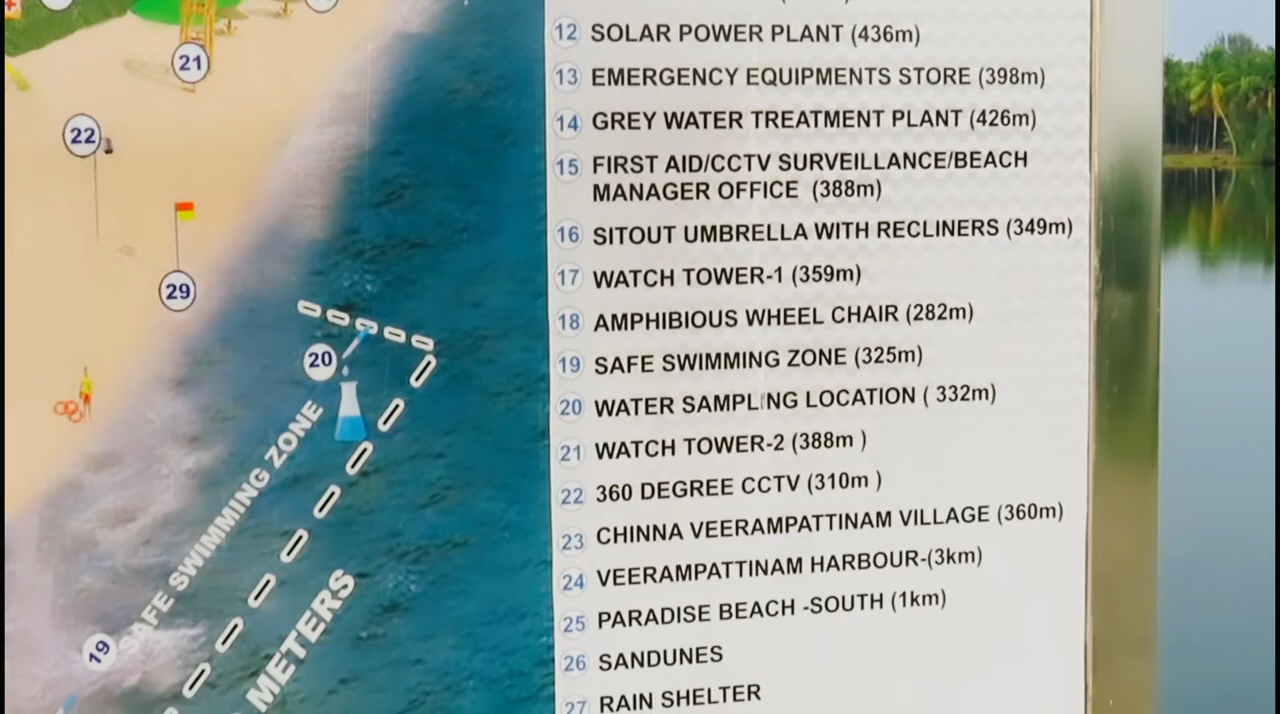 12 SOLAR POWER PLANT (436m)
13 EMERGENCY EQUIPMENTS STORE (398m)
14 GREY WATER TREATMENT PLANT (426m)
15 FIRST AID/CCTV SURVEILLANCE/BEACH
MANAGER OFFICE (388m)
16 SITOUT UMBRELLA WITH RECLINERS (349m)
17 WATCH TOWER-1 (359m)
18 AMPHIBIOUS WHEEL CHAIR (282m)
19 SAFE SWIMMING ZONE (325m)
20 WATER SAMPLING LOCATION ( 332m)
21 WATCH TOWER-2 (388m )
22 360 DEGREE CCTV (310m )
23 CHINNA VEERAMPATTINAM VILLAGE (360m)
24 VEERAMPATTINAM HARBOUR-(3km)
25 PARADISE BEACH -SOUTH (1km)
26 SANDUNES
27 RAIN SHELTER
21
22
29
20
19
SAFE SWIMMING ZONE
METERS